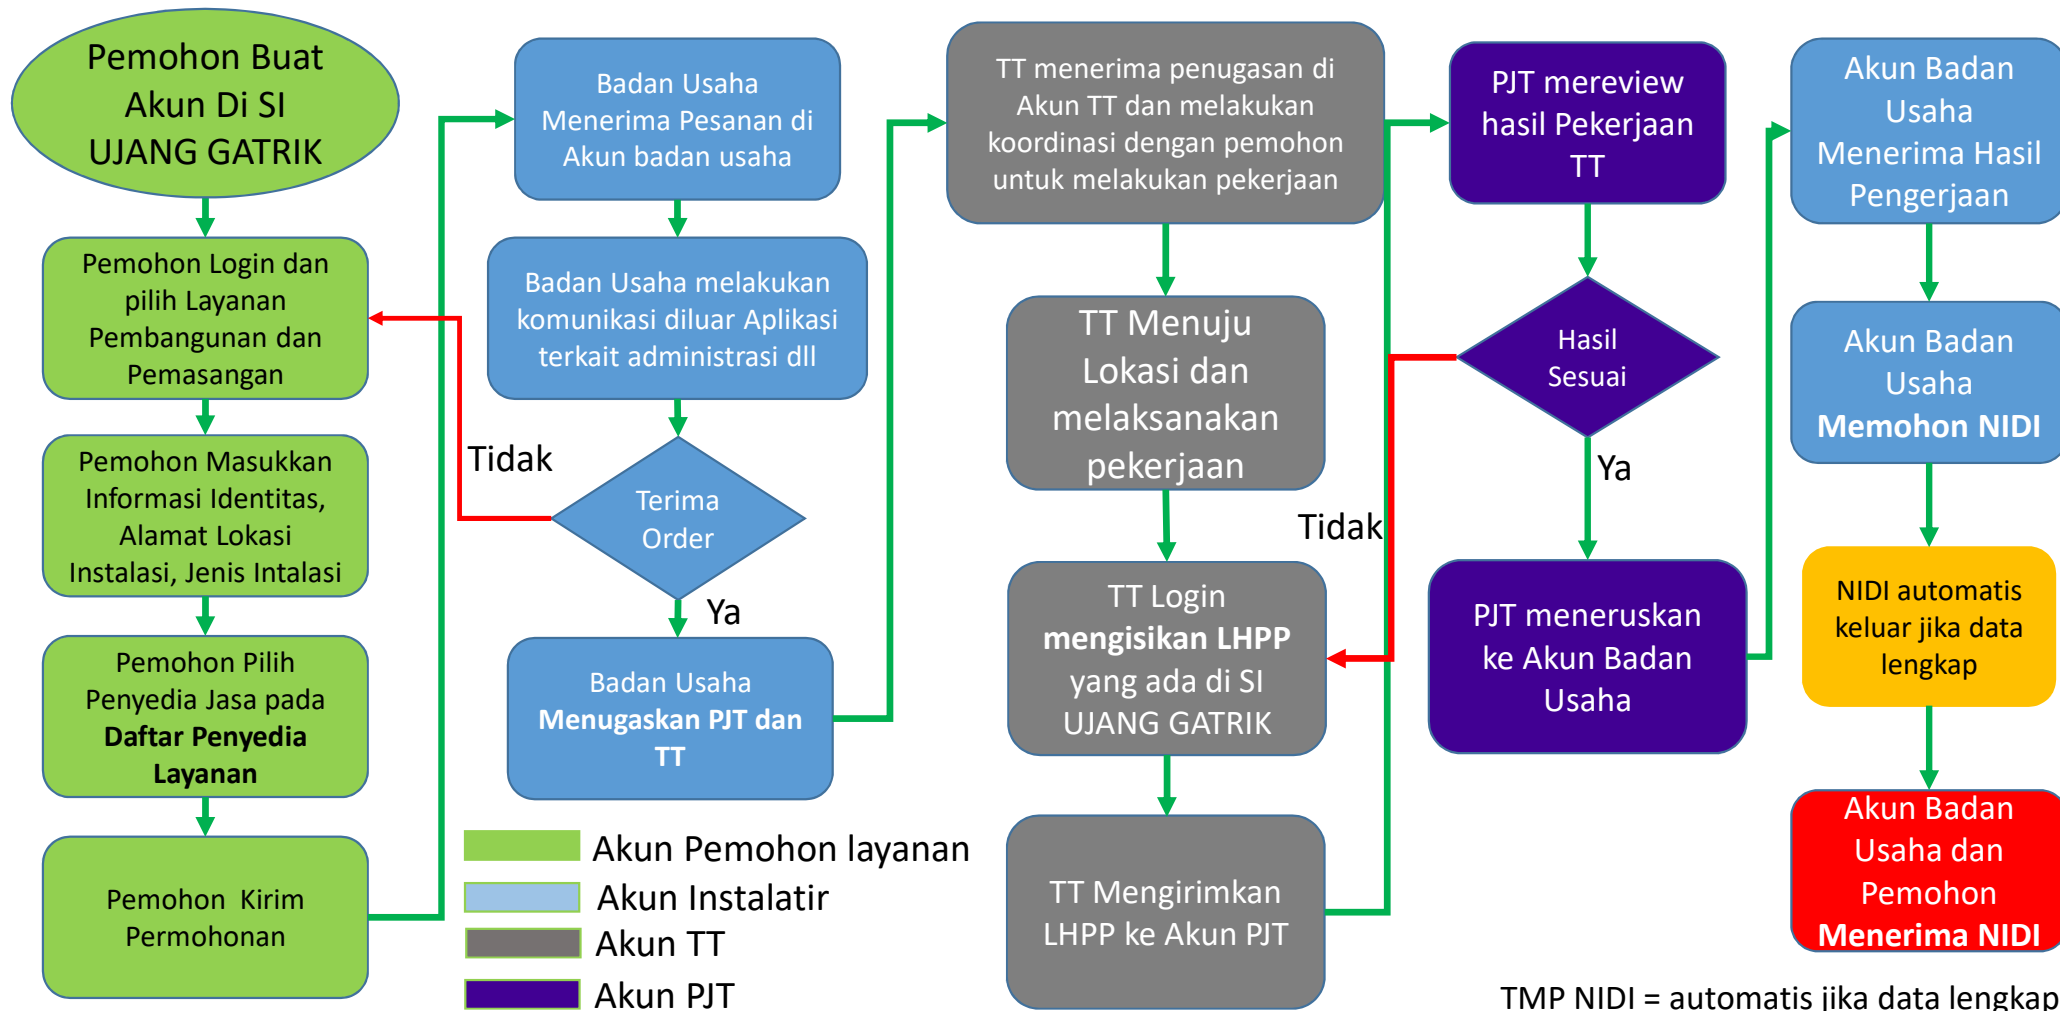 Pemohon Buat
Akun Di SI
UJANG GATRIK
Pemohon Login dan
pilih Layanan
Pembangunan dan
Pemasangan
Pemohon Masukkan
Informasi Identitas,
Alamat Lokasi
Instalasi, Jenis Intalasi
Pemohon Pilih
Penyedia Jasa pada
Daftar Penyedia
Layanan
Pemohon Kirim
Permohonan
Badan Usaha
Menerima Pesanan di
Akun badan usaha
Badan Usaha melakukan
komunikasi diluar Aplikasi
terkait administrasi dll
Tidak
Terima
Order
Ya
Badan Usaha
Menugaskan PJT dan
TT
TT menerima penugasan di
Akun TT dan melakukan
koordinasi dengan pemohon
untuk melakukan pekerjaan
TT Menuju
Lokasi dan
melaksanakan
pekerjaan
TT Login
mengisikan LHPP
yang ada di SI
UJANG GATRIK
TT Mengirimkan
LHPP ke Akun PJT
PJT mereview
hasil Pekerjaan
TT
Hasil
Sesuai
Tidak
Ya
PJT meneruskan
ke Akun Badan
Usaha
Akun Badan
Usaha
Menerima Hasil
Pengerjaan
Akun Badan
Usaha
Memohon NIDI
NIDI automatis
keluar jika data
lengkap
Akun Badan
Usaha dan
Pemohon
Menerima NIDI
Akun Pemohon layanan
Akun Instalatir
Akun TT
Akun PJT
TMP NIDI = automatis jika data lengkap